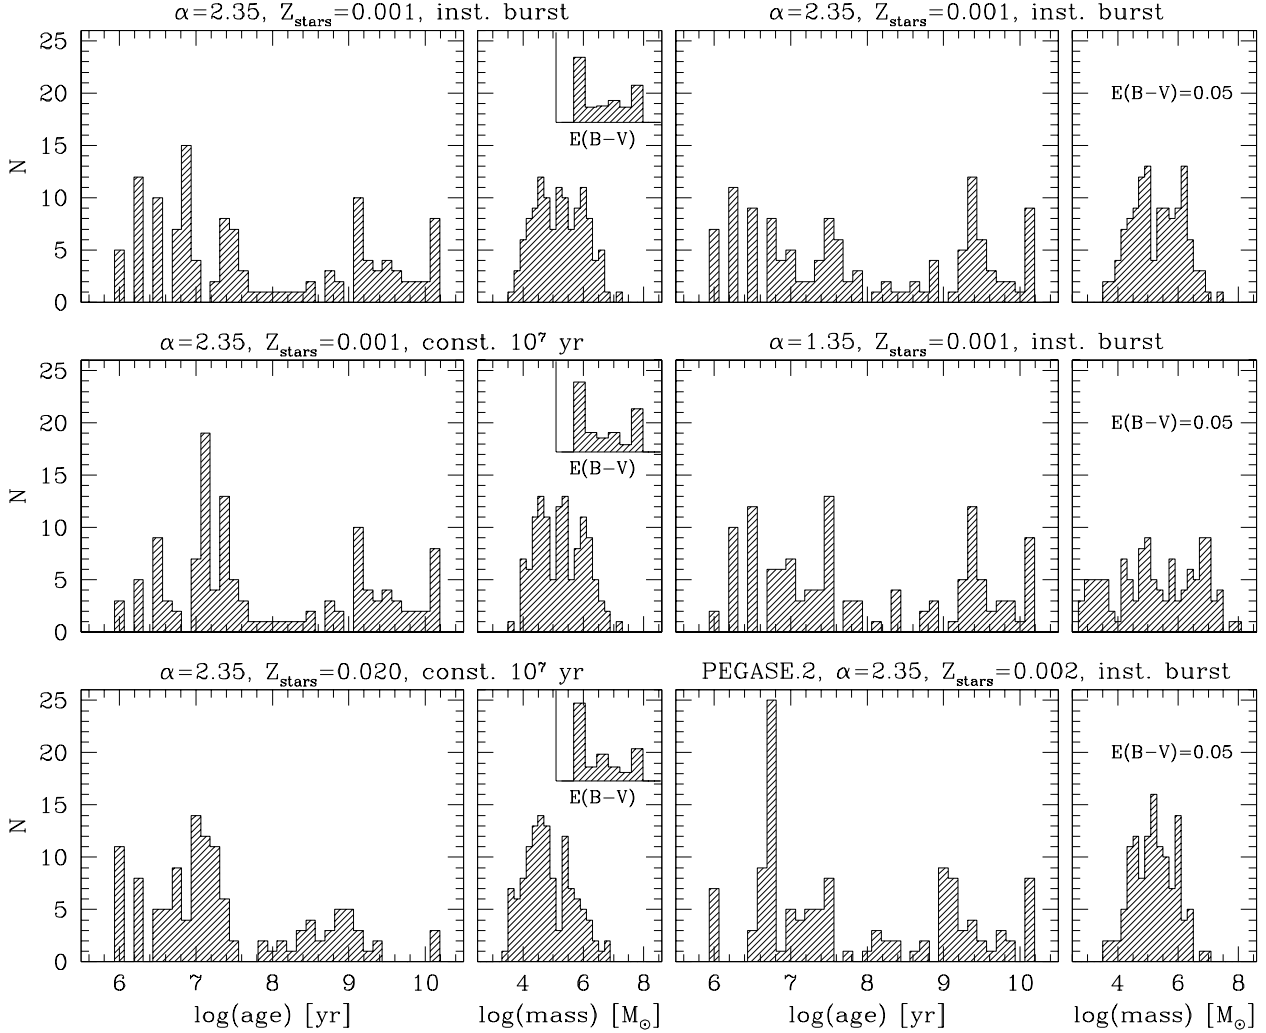 α=2.35, Z_stars=0.001, inst. burst
α=2.35, Z_stars=0.001, inst. burst
25
20
15
10
5
0
N
E(B−V)
E(B−V)=0.05
α=2.35, Z_stars=0.001, const. 10⁷ yr
α=1.35, Z_stars=0.001, inst. burst
25
20
15
10
5
0
N
E(B−V)
E(B−V)=0.05
α=2.35, Z_stars=0.020, const. 10⁷ yr
PEGASE.2, α=2.35, Z_stars=0.002, inst. burst
25
20
15
10
5
0
N
E(B−V)
E(B−V)=0.05
6 7 8 9 10
4 6 8
6 7 8 9 10
4 6 8
log(age) [yr]
log(mass) [M⊙]
log(age) [yr]
log(mass) [M⊙]